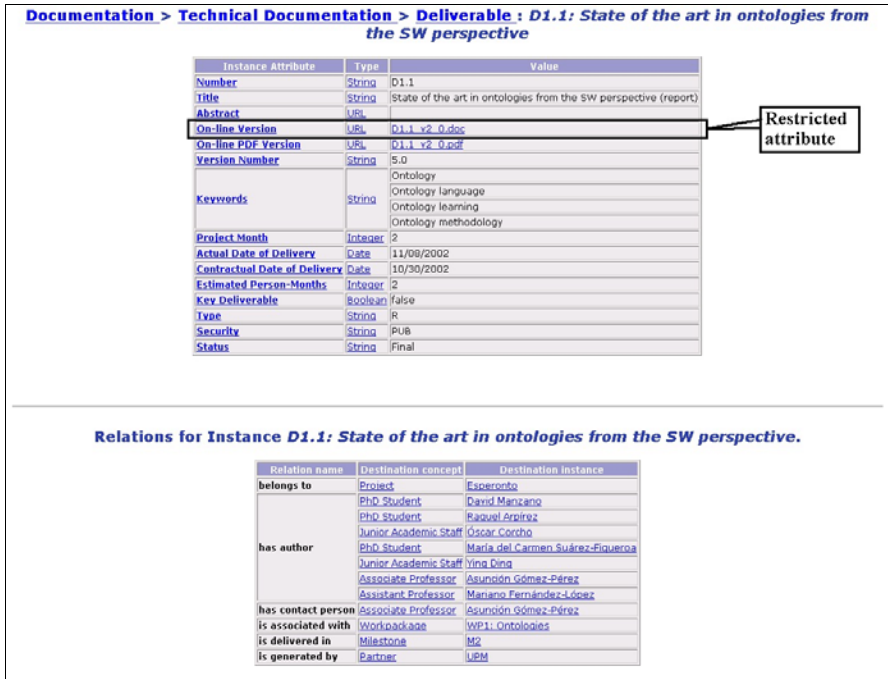 Documentation > Technical Documentation > Deliverable : D1.1: State of the art in ontologies from
the SW perspective
Instance Attribute Type Value
Number String D1.1
Title String State of the art in ontologies from the SW perspective (report)
Abstract URL
On-line Version URL D1.1_v2_0.doc
Restricted
attribute
On-line PDF Version URL D1.1_v2_0.pdf
Version Number String 5.0
Keywords String Ontology
Ontology language
Ontology learning
Ontology methodology
Project Month Integer 2
Actual Date of Delivery Date 11/08/2002
Contractual Date of Delivery Date 10/30/2002
Estimated Person-Months Integer 2
Key Deliverable Boolean false
Type String R
Security String PUB
Status String Final
Relations for Instance D1.1: State of the art in ontologies from the SW perspective.
Relation name Destination concept Destination instance
belongs to Project Esperonto
has author PhD Student David Manzano
PhD Student Raquel Arpírez
Junior Academic Staff Óscar Corcho
PhD Student María del Carmen Suárez-Figueroa
Junior Academic Staff Ying Ding
Associate Professor Asunción Gómez-Pérez
Assistant Professor Mariano Fernández-López
has contact person Associate Professor Asunción Gómez-Pérez
is associated with Workpackage WP1: Ontologies
is delivered in Milestone M2
is generated by Partner UPM